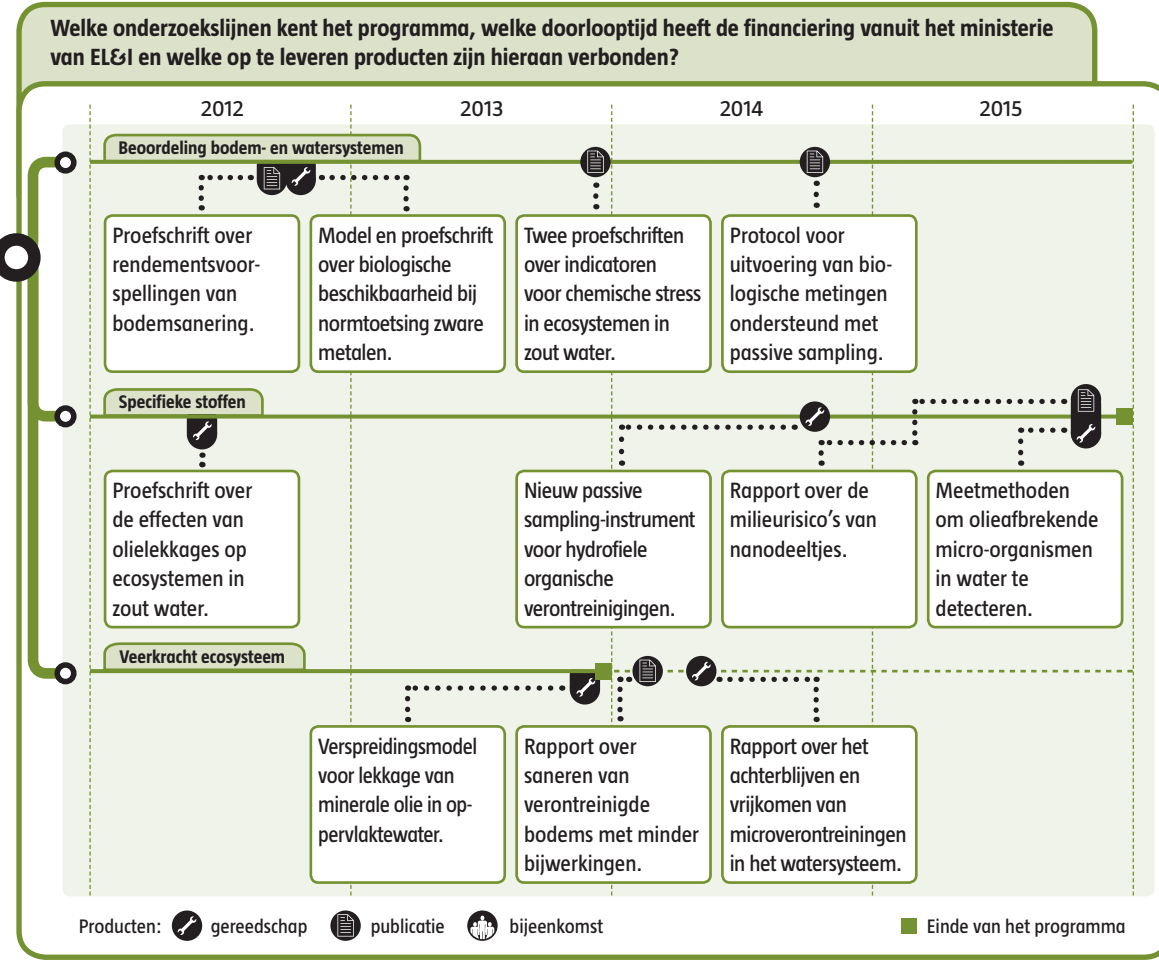 Welke onderzoekslijnen kent het programma, welke doorlooptijd heeft de financiering vanuit het ministerie
van EL&I en welke op te leveren producten zijn hieraan verbonden?
2012
2013
2014
2015
Beoordeling bodem- en watersystemen
Proefschrift over
rendementsvoor-
spellingen van
bodemsanering.
Model en proefschrift
over biologische
beschikbaarheid bij
normtoetsing zware
metalen.
Twee proefschriften
over indicatoren
voor chemische stress
in ecosystemen in
zout water.
Protocol voor
uitvoering van bio-
logische metingen
ondersteund met
passive sampling.
Specifieke stoffen
Proefschrift over
de effecten van
olielekkages op
ecosystemen in
zout water.
Nieuw passive
sampling-instrument
voor hydrofiele
organische
verontreinigingen.
Rapport over de
milieurisico's van
nanodeeltjes.
Meetmethoden
om olieafbrekende
micro-organismen
in water te
detecteren.
Veerkracht ecosysteem
Verspreidingsmodel
voor lekkage van
minerale olie in op-
pervlaktewater.
Rapport over
saneren van
verontreinigde
bodems met minder
bijwerkingen.
Rapport over het
achterblijven en
vrijkomen van
microverontreiningen
in het watersysteem.
Producten: gereedschap publicatie bijeenkomst
Einde van het programma